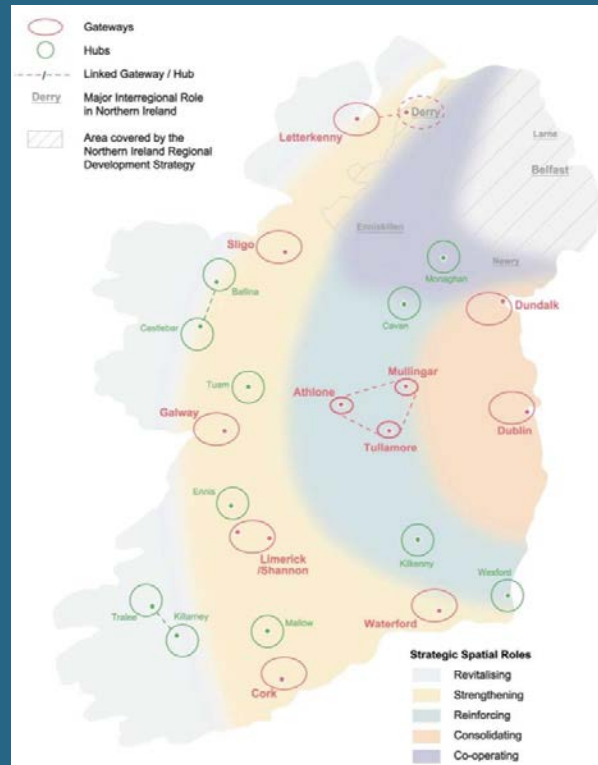 Gateways
Hubs
Linked Gateway / Hub
Derry
Major Interregional Role
in Northern Ireland
Area covered by the
Northern Ireland Regional
Development Strategy
Derry
Letterkenny
Larne
Belfast
Enniskillen
Newry
Sligo
Monaghan
Ballina
Dundalk
Cavan
Castlebar
Mullingar
Tuam
Athlone
Galway
Dublin
Tullamore
Ennis
Limerick
/Shannon
Kilkenny
Wexford
Tralee
Killarney
Mallow
Waterford
Cork
Strategic Spatial Roles
Revitalising
Strengthening
Reinforcing
Consolidating
Co-operating